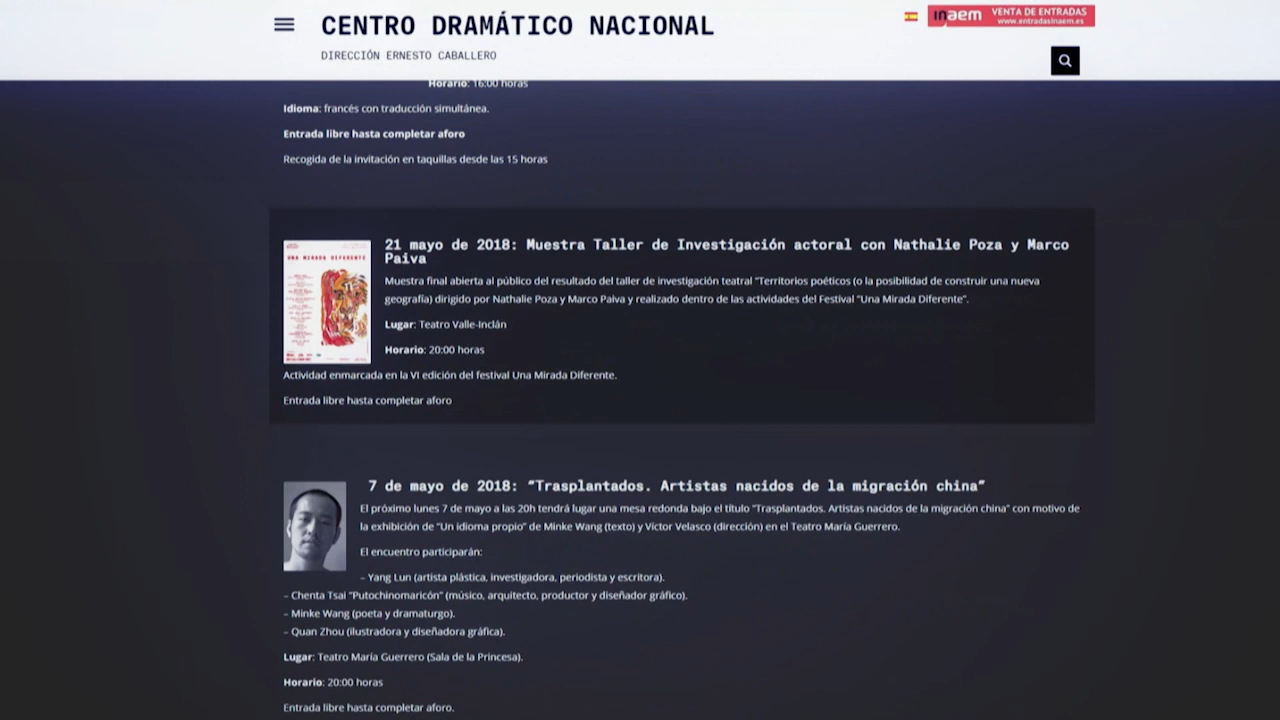 CENTRO DRAMÁTICO NACIONAL
DIRECCIÓN ERNESTO CABALLERO
inaem VENTA DE ENTRADAS
www.entradasinaem.es
Horario: 16:00 horas
Idioma: francés con traducción simultánea.
Entrada libre hasta completar aforo
Recogida de la invitación en taquillas desde las 15 horas
UNA MIRADA DIFERENTE
21 mayo de 2018: Muestra Taller de Investigación actoral con Nathalie Poza y Marco
Paiva
Muestra final abierta al público del resultado del taller de investigación teatral “Territorios poéticos (o la posibilidad de construir una nueva
geografía) dirigido por Nathalie Poza y Marco Paiva y realizado dentro de las actividades del Festival “Una Mirada Diferente”.
Lugar: Teatro Valle-Inclán
Horario: 20:00 horas
Actividad enmarcada en la VI edición del festival Una Mirada Diferente.
Entrada libre hasta completar aforo
7 de mayo de 2018: “Trasplantados. Artistas nacidos de la migración china”
El próximo lunes 7 de mayo a las 20h tendrá lugar una mesa redonda bajo el título “Trasplantados. Artistas nacidos de la migración china” con motivo de
la exhibición de “Un idioma propio” de Minke Wang (texto) y Víctor Velasco (dirección) en el Teatro María Guerrero.
El encuentro participarán:
– Yang Lun (artista plástica, investigadora, periodista y escritora).
– Chenta Tsai “Putochinomaricón” (músico, arquitecto, productor y diseñador gráfico).
– Minke Wang (poeta y dramaturgo).
– Quan Zhou (ilustradora y diseñadora gráfica).
Lugar: Teatro María Guerrero (Sala de la Princesa).
Horario: 20:00 horas
Entrada libre hasta completar aforo.